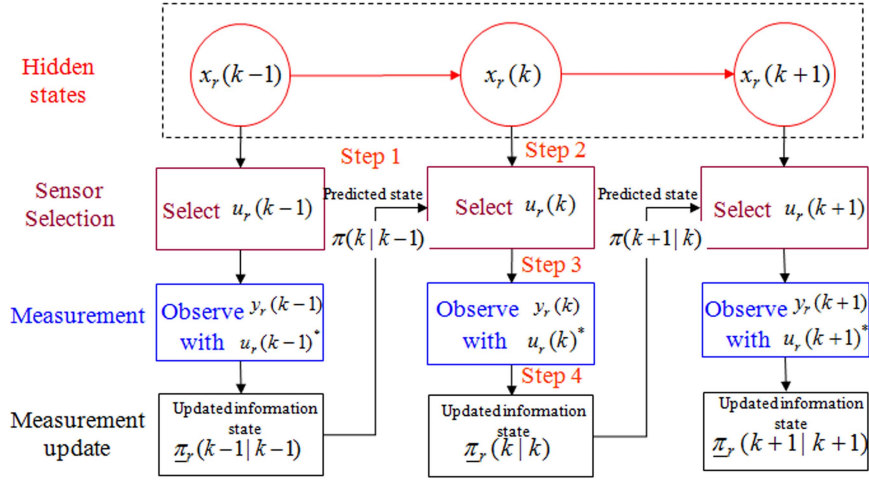 Hidden
states
x_r(k−1)
x_r(k)
x_r(k+1)
Step 1
Step 2
Sensor
Selection
Select u_r(k−1)
Predicted state
π(k|k−1)
Select u_r(k)
Predicted state
π(k+1|k)
Select u_r(k+1)
Step 3
Measurement
Observe y_r(k−1)
with u_r(k−1)*
Observe y_r(k)
with u_r(k)*
Observe y_r(k+1)
with u_r(k+1)*
Step 4
Measurement
update
Updated information
state
π_r(k−1|k−1)
Updated information
state
π_r(k|k)
Updated information
state
π_r(k+1|k+1)